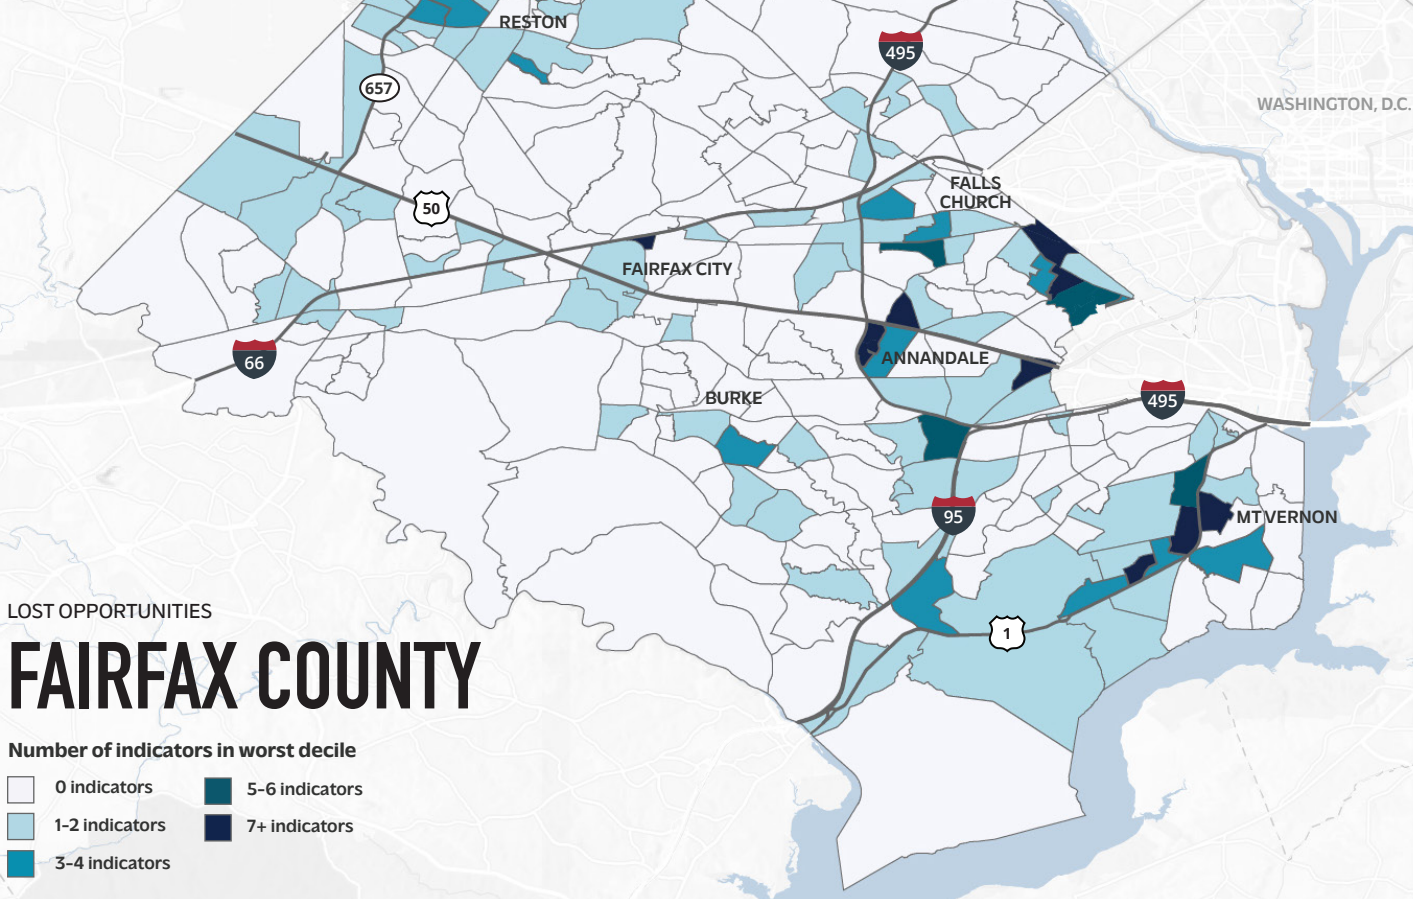 RESTON
495
657
WASHINGTON, D.C.
FALLS
CHURCH
50
FAIRFAX CITY
66
ANNANDALE
BURKE
495
95
MT VERNON
1
LOST OPPORTUNITIES
FAIRFAX COUNTY
Number of indicators in worst decile
0 indicators
1-2 indicators
3-4 indicators
5-6 indicators
7+ indicators